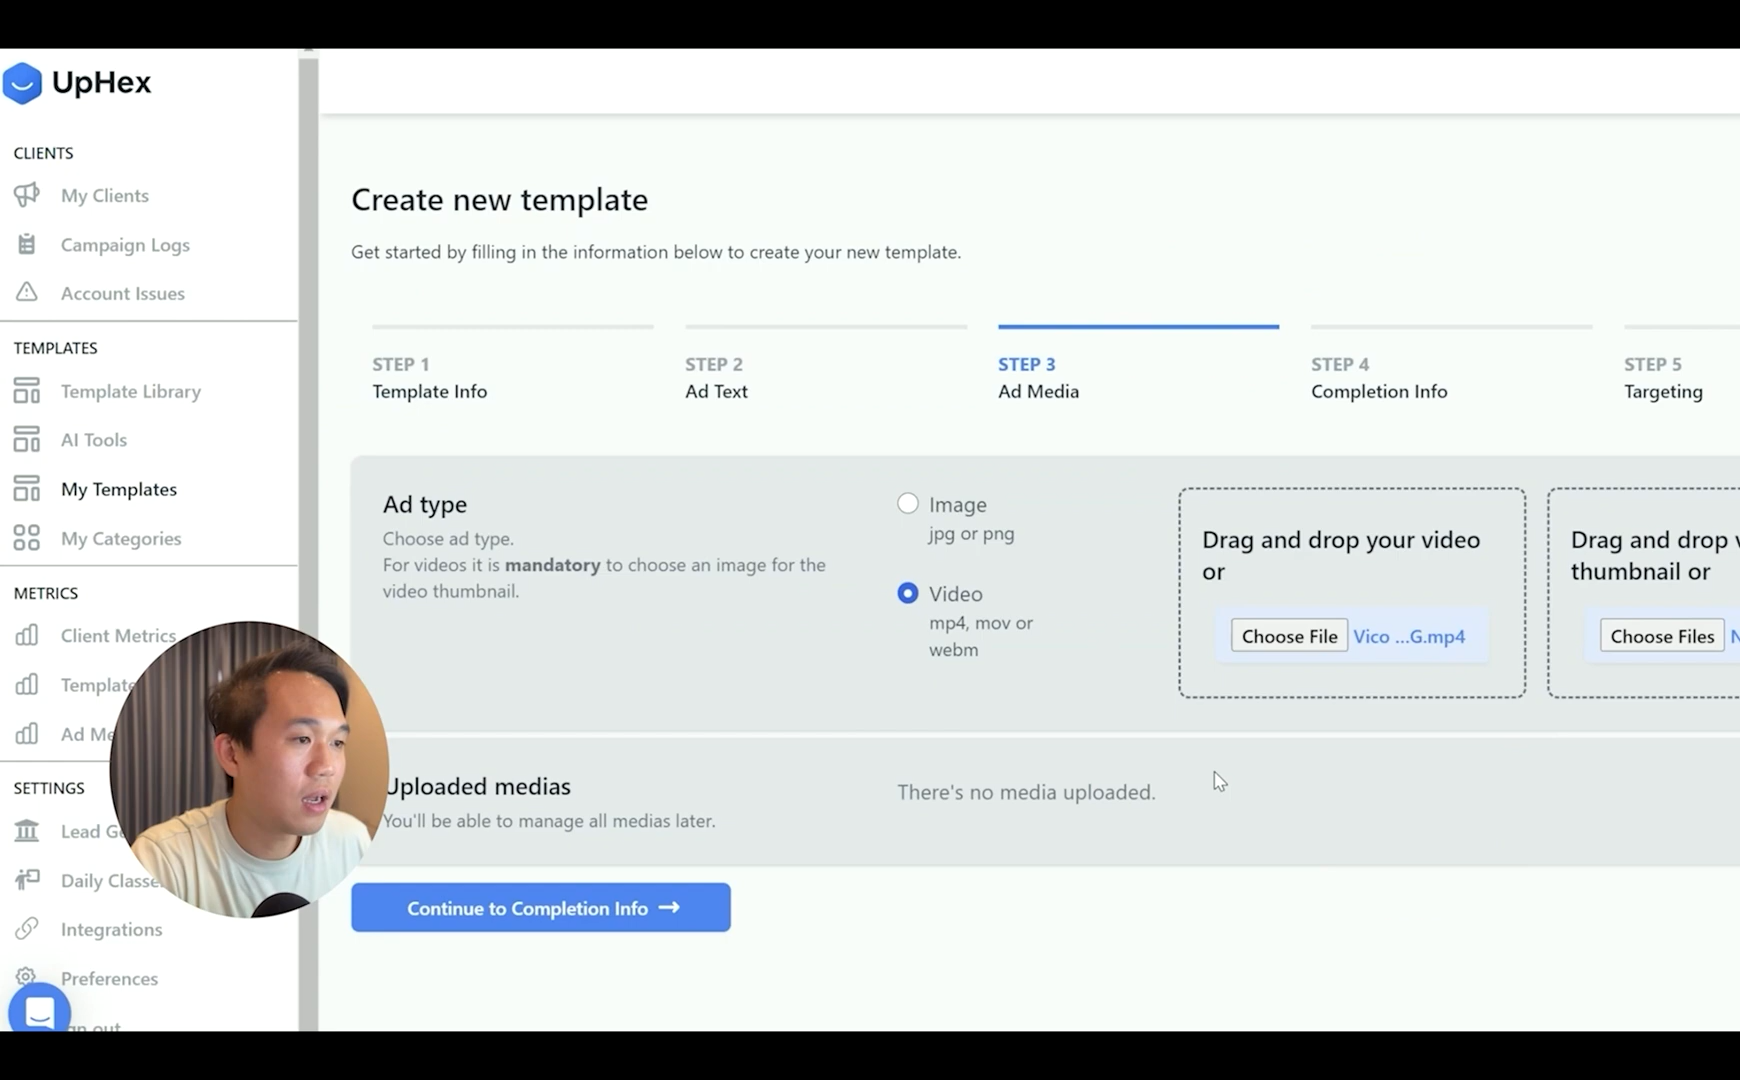 UpHex
CLIENTS
My Clients
Campaign Logs
Account Issues
TEMPLATES
Template Library
AI Tools
My Templates
My Categories
METRICS
Client Metrics
Template
Ad Me
SETTINGS
Lead Ge
Daily Classe
Integrations
Preferences
gn out
Create new template
Get started by filling in the information below to create your new template.
STEP 1
Template Info
STEP 2
Ad Text
STEP 3
Ad Media
STEP 4
Completion Info
STEP 5
Targeting
Ad type
Choose ad type.
For videos it is mandatory to choose an image for the
video thumbnail.
Image
jpg or png
Video
mp4, mov or
webm
Drag and drop your video
or
Choose File Vico ...G.mp4
Drag and drop
thumbnail or
Choose Files N
Uploaded medias
You'll be able to manage all medias later.
There's no media uploaded.
Continue to Completion Info →